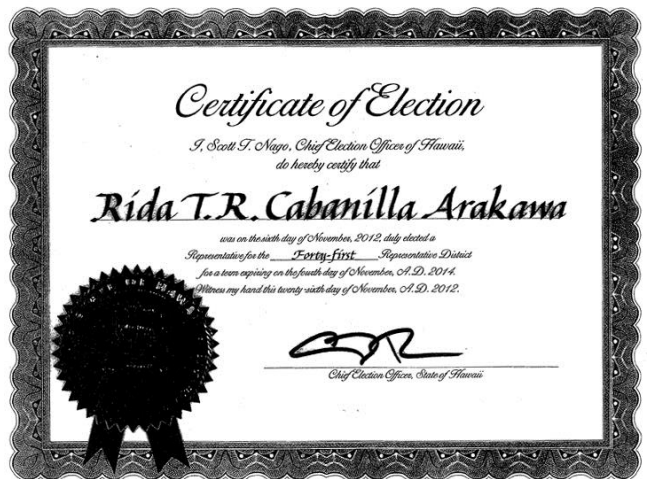 Certificate of Election
I, Scott T. Nago, Chief Election Officer of Hawaii,
do hereby certify that
Rida T.R. Cabanilla Arakawa
was on the sixth day of November, 2012, duly elected a
Representative for the Forty-first Representative District
for a term expiring on the fourth day of November, A.D. 2014.
Witness my hand this twenty-sixth day of November, A.D. 2012.
Chief Election Officer, State of Hawaii